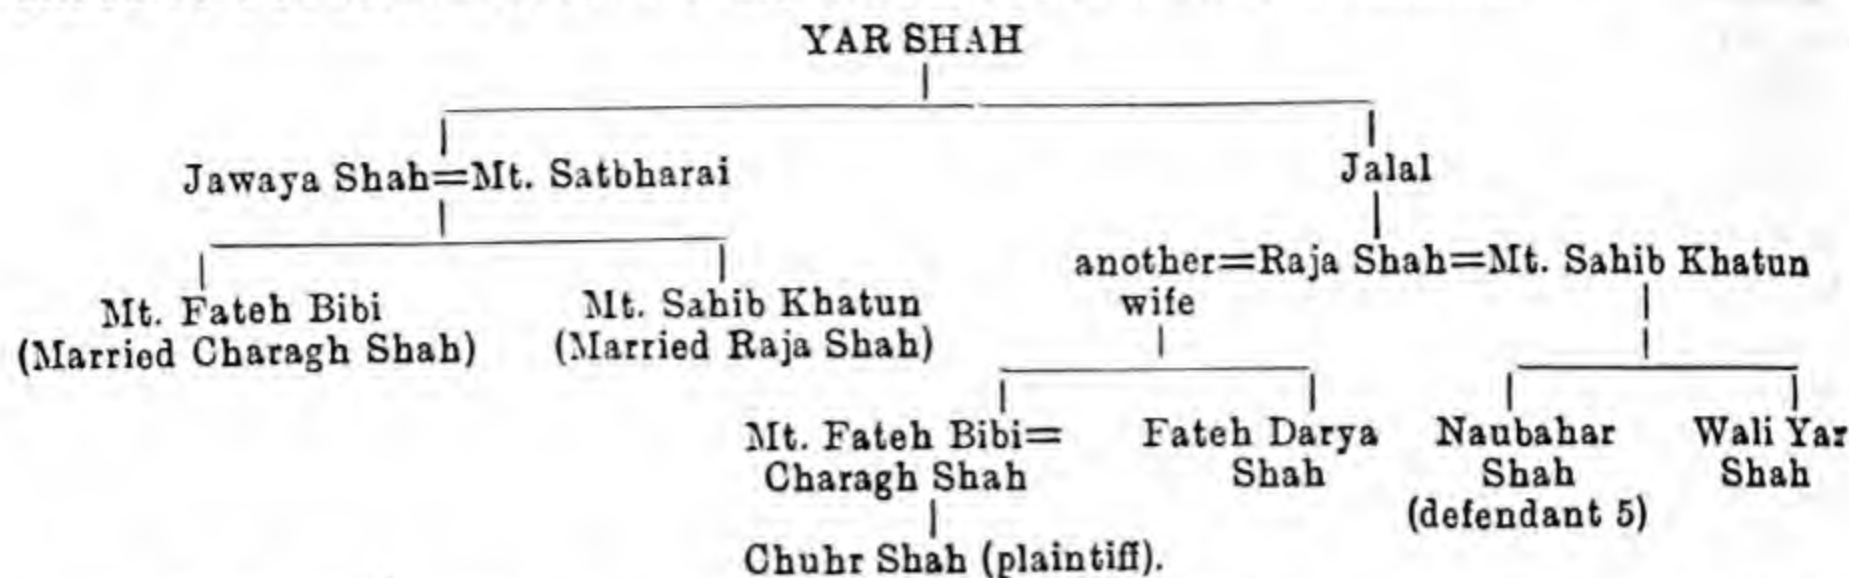 YAR SHAH
Jawaya Shah=Mt. Satbharai
Jalal
another=Raja Shah=Mt. Sahib Khatun
wife
Mt. Fateh Bibi
(Married Charagh Shah)
Mt. Sahib Khatun
(Married Raja Shah)
Mt. Fateh Bibi=
Charagh Shah
Fateh Darya
Shah
Naubahar
Shah
(defendant 5)
Wali Yar
Shah
Chuhr Shah (plaintiff).